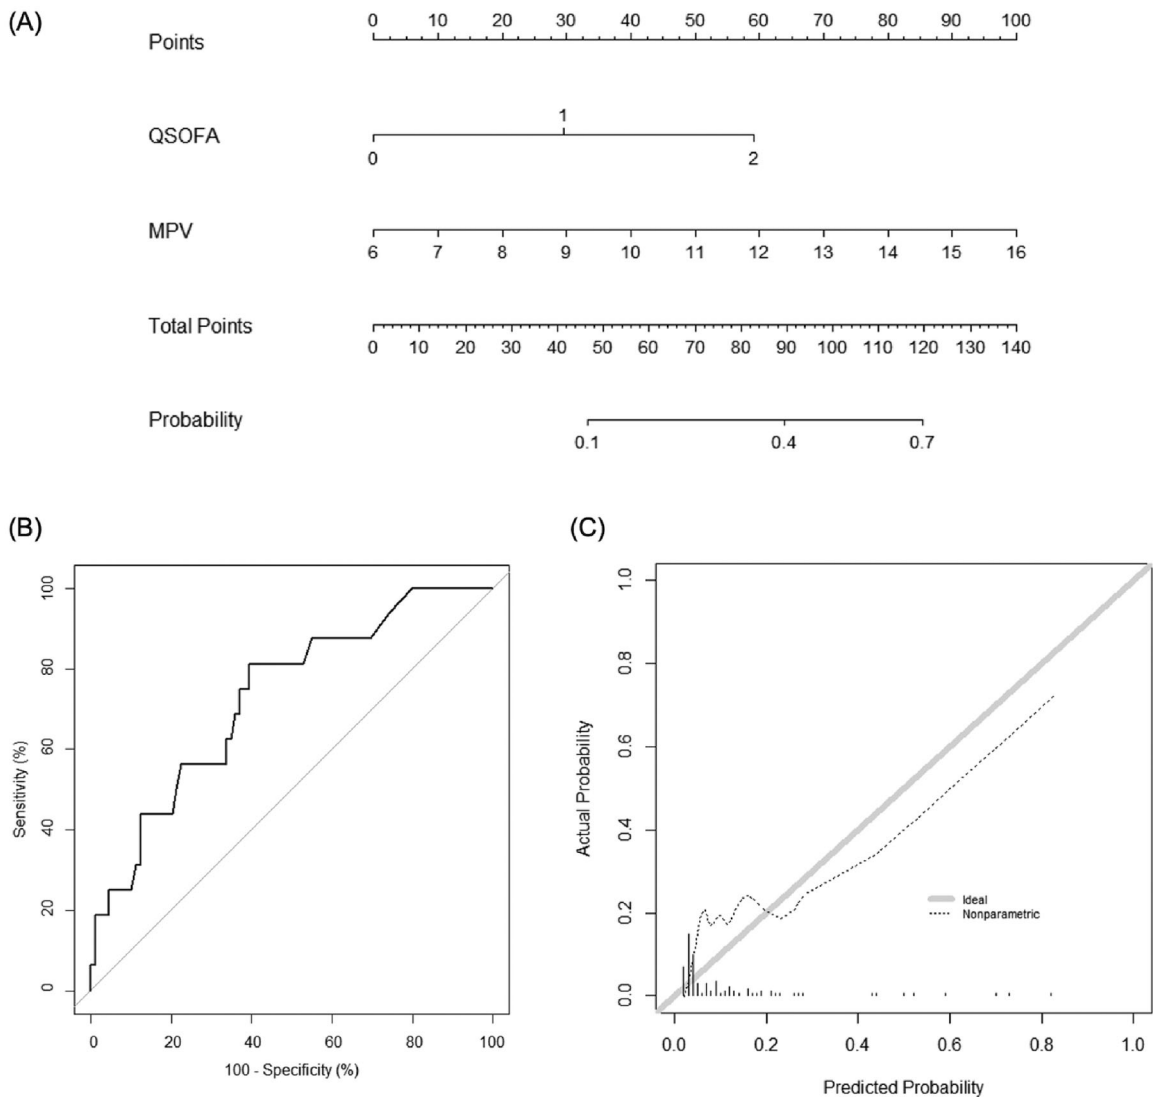 (A)
Points
0 10 20 30 40 50 60 70 80 90 100
QSOFA
1
0 2
MPV
6 7 8 9 10 11 12 13 14 15 16
Total Points
0 10 20 30 40 50 60 70 80 90 100 110 120 130 140
Probability
0.1 0.4 0.7
(B)
Sensitivity (%)
100
80
60
40
20
0
0 20 40 60 80 100
100 - Specificity (%)
(C)
Actual Probability
1.0
0.8
0.6
0.4
0.2
0.0
Ideal
Nonparametric
0.0 0.2 0.4 0.6 0.8 1.0
Predicted Probability